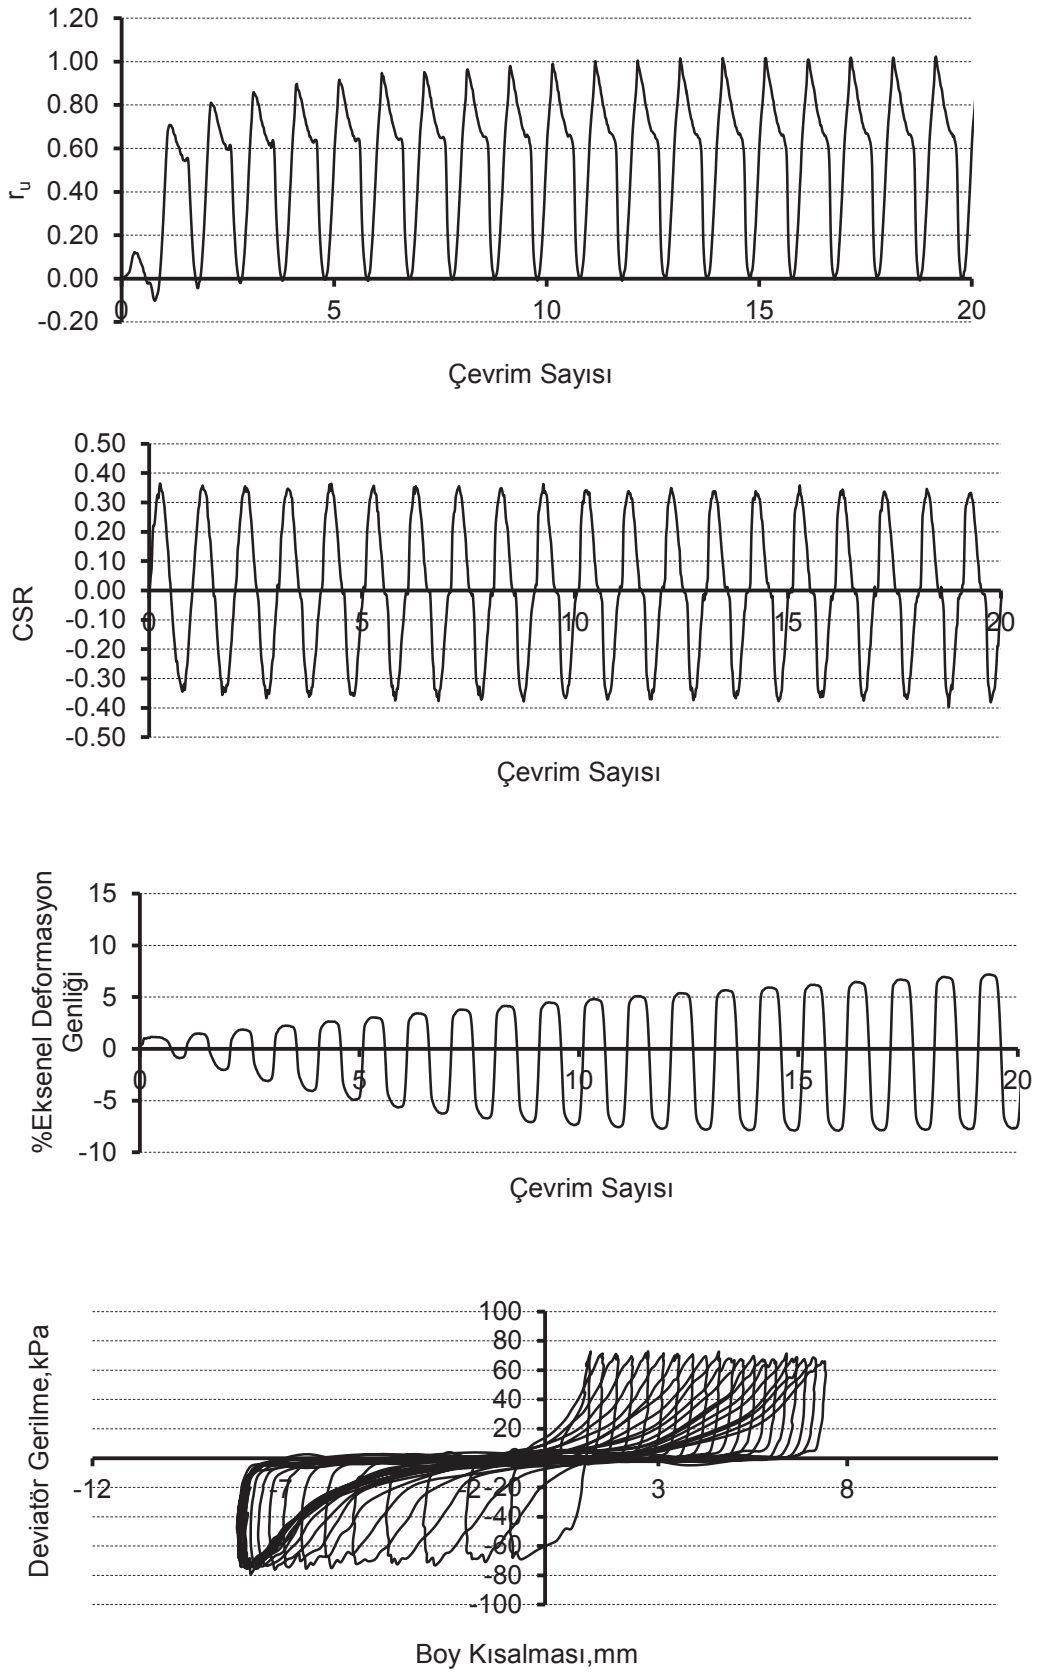 1.20
1.00
0.80
0.60
0.40
0.20
0.00
-0.20
ru
0 5 10 15 20
Çevrim Sayısı
0.50
0.40
0.30
0.20
0.10
0.00
-0.10
-0.20
-0.30
-0.40
-0.50
CSR
0 5 10 15 20
Çevrim Sayısı
15
10
5
0
-5
-10
%Eksenel Deformasyon
Genliği
0 5 10 15 20
Çevrim Sayısı
100
80
60
40
20
-20
-40
-60
-80
-100
Deviatör Gerilme,kPa
-12 -7 -2 3 8
Boy Kısalması,mm